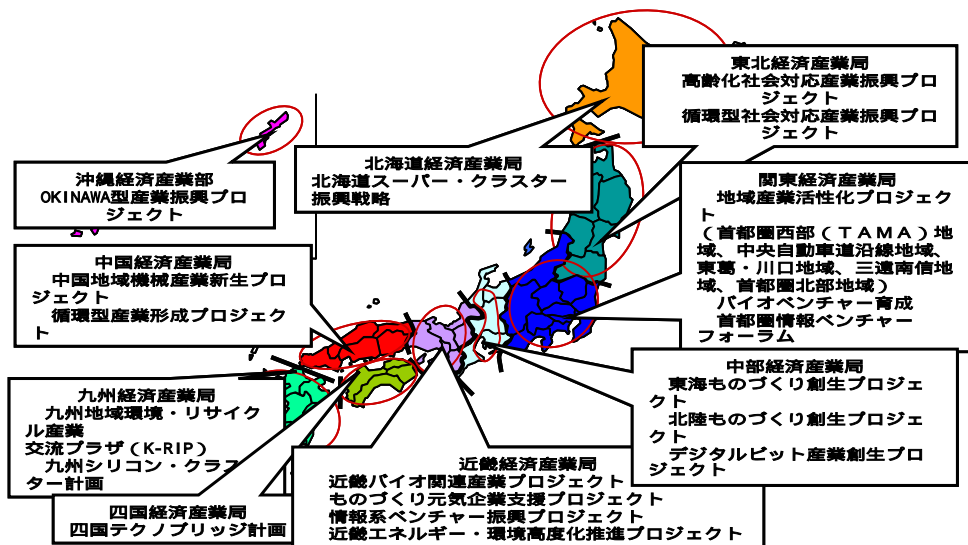 東北経済産業局
高齢化社会対応産業振興プロ
ジェクト
循環型社会対応産業振興プロ
ジェクト
北海道経済産業局
北海道スーパー・クラスター
振興戦略
沖縄経済産業部
OKINAWA型産業振興プロ
ジェクト
関東経済産業局
地域産業活性化プロジェク
ト
(首都圏西部(TAMA)地
域、中央自動車道沿線地域、
東葛・川口地域、三遠南信地
域、首都圏北部地域)
バイオベンチャー育成
首都圏情報ベンチャー
フォーラム
中国経済産業局
中国地域機械産業新生プロ
ジェクト
循環型産業形成プロジェク
ト
中部経済産業局
東海ものづくり創生プロジェ
クト
北陸ものづくり創生プロジェ
クト
デジタルビット産業創生プロ
ジェクト
九州経済産業局
九州地域環境・リサイク
ル産業
交流プラザ(K-RIP)
九州シリコン・クラス
ター計画
四国経済産業局
四国テクノブリッジ計画
近畿経済産業局
近畿バイオ関連産業プロジェクト
ものづくり元気企業支援プロジェクト
情報系ベンチャー振興プロジェクト
近畿エネルギー・環境高度化推進プロジェクト